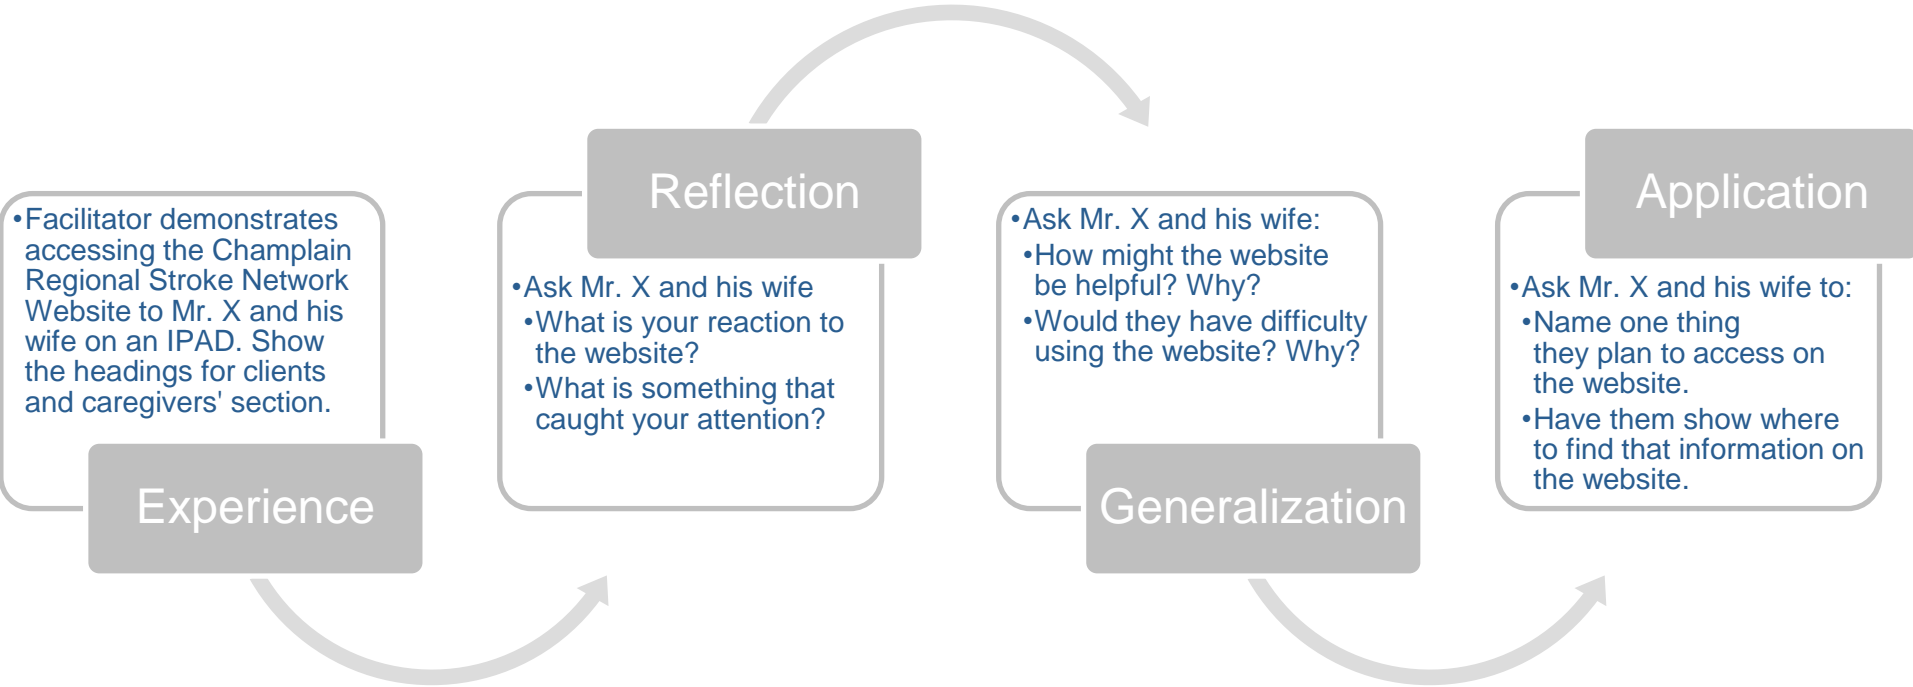 •Facilitator demonstrates
accessing the Champlain
Regional Stroke Network
Website to Mr. X and his
wife on an IPAD. Show
the headings for clients
and caregivers' section.
Experience
Reflection
•Ask Mr. X and his wife
•What is your reaction to
the website?
•What is something that
caught your attention?
•Ask Mr. X and his wife:
•How might the website
be helpful? Why?
•Would they have difficulty
using the website? Why?
Generalization
Application
•Ask Mr. X and his wife to:
•Name one thing
they plan to access on
the website.
•Have them show where
to find that information on
the website.